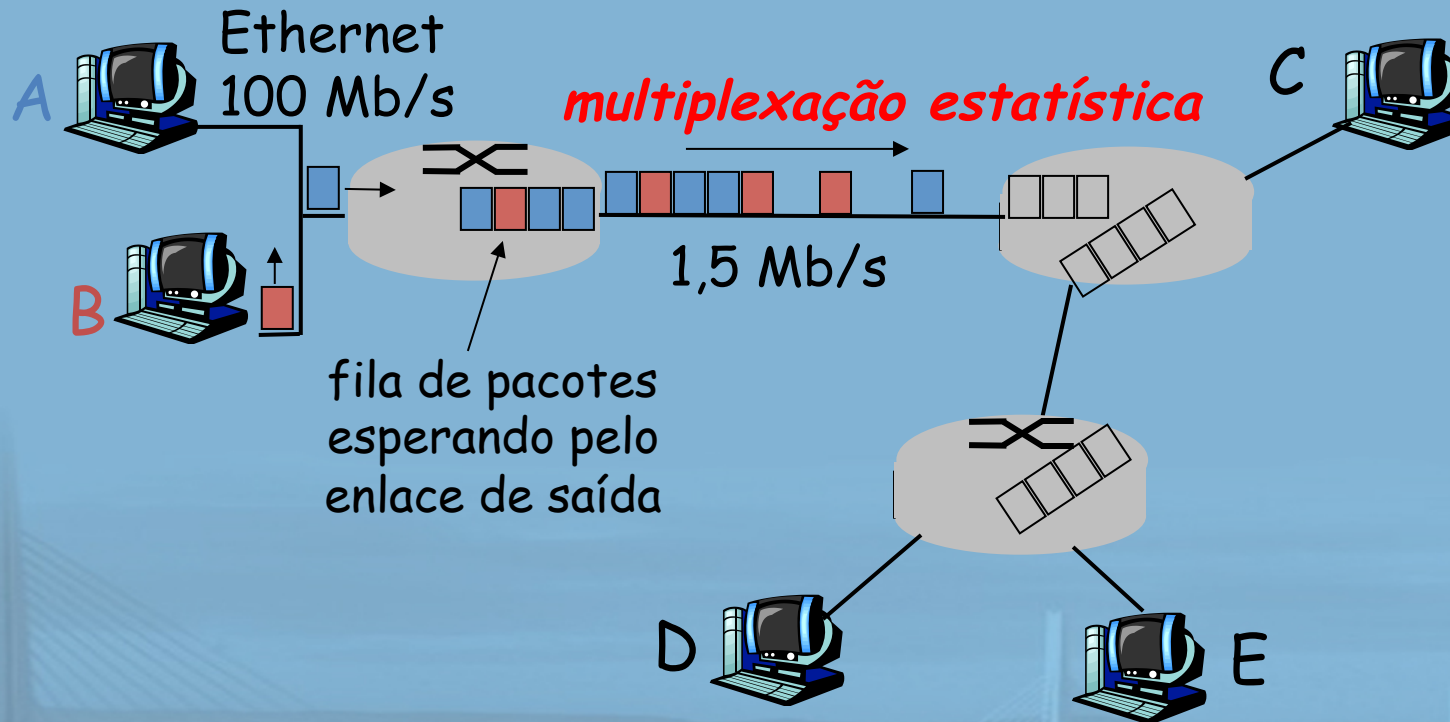 Ethernet
100 Mb/s
A
multiplexação estatística
C
B
1,5 Mb/s
fila de pacotes
esperando pelo
enlace de saída
D
E